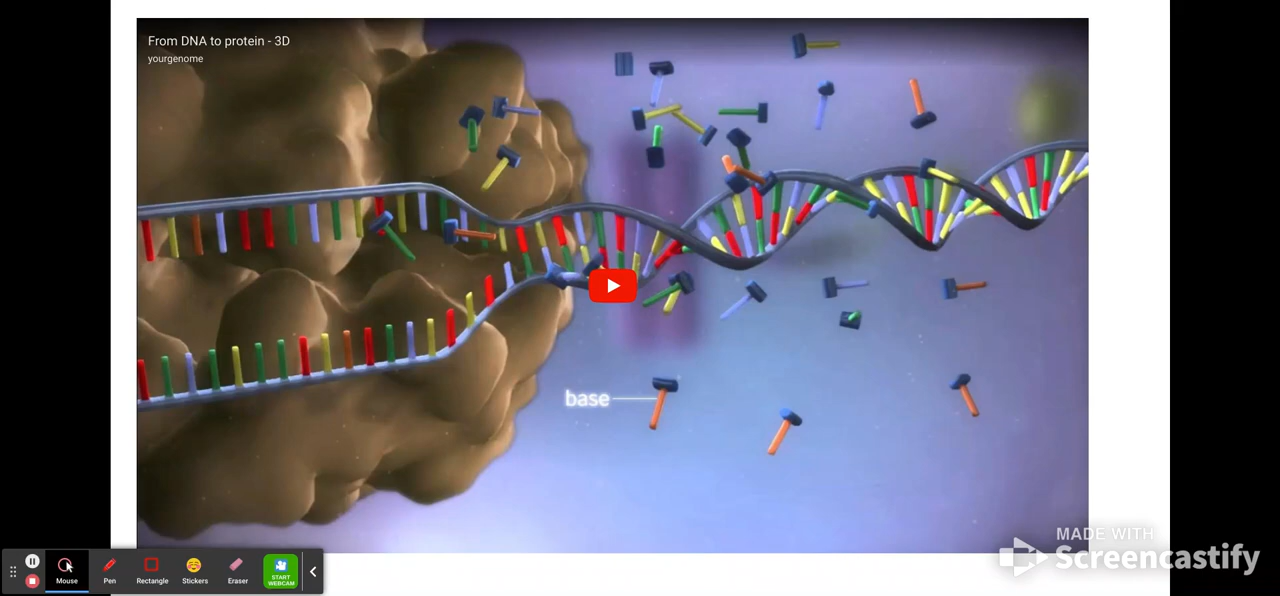 From DNA to protein - 3D
yourgenome
base
MADE WITH
Screencastify
Mouse
Pen
Rectangle
Stickers
Eraser
START
WEBCAM